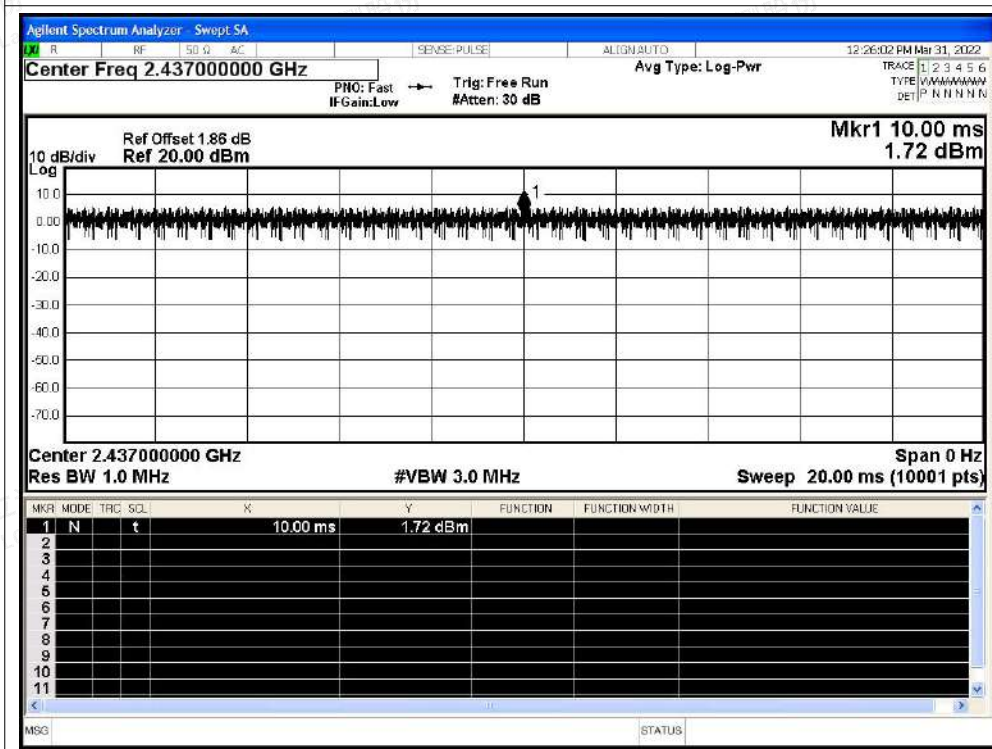 Agilent Spectrum Analyzer - Swept SA
LXI R RF 50 Ω AC SENSE:PULSE ALIGNAUTO 12:26:02 PM Mar 31, 2022
Center Freq 2.437000000 GHz Avg Type: Log-Pwr TRACE 1 2 3 4 5 6
PNO: Fast Trig: Free Run TYPE WWWWWWW
IFGain:Low #Atten: 30 dB DET P N N N N N
Mkr1 10.00 ms
Ref Offset 1.86 dB
10 dB/div Ref 20.00 dBm 1.72 dBm
Log
10.0
1
0.00
-10.0
-20.0
-30.0
-40.0
-50.0
-60.0
-70.0
Center 2.437000000 GHz Span 0 Hz
Res BW 1.0 MHz #VBW 3.0 MHz Sweep 20.00 ms (10001 pts)
MKR MODE TRC SCL X Y FUNCTION FUNCTION WIDTH FUNCTION VALUE
1 N t 10.00 ms 1.72 dBm
2
3
4
5
6
7
8
9
10
11
MSG STATUS